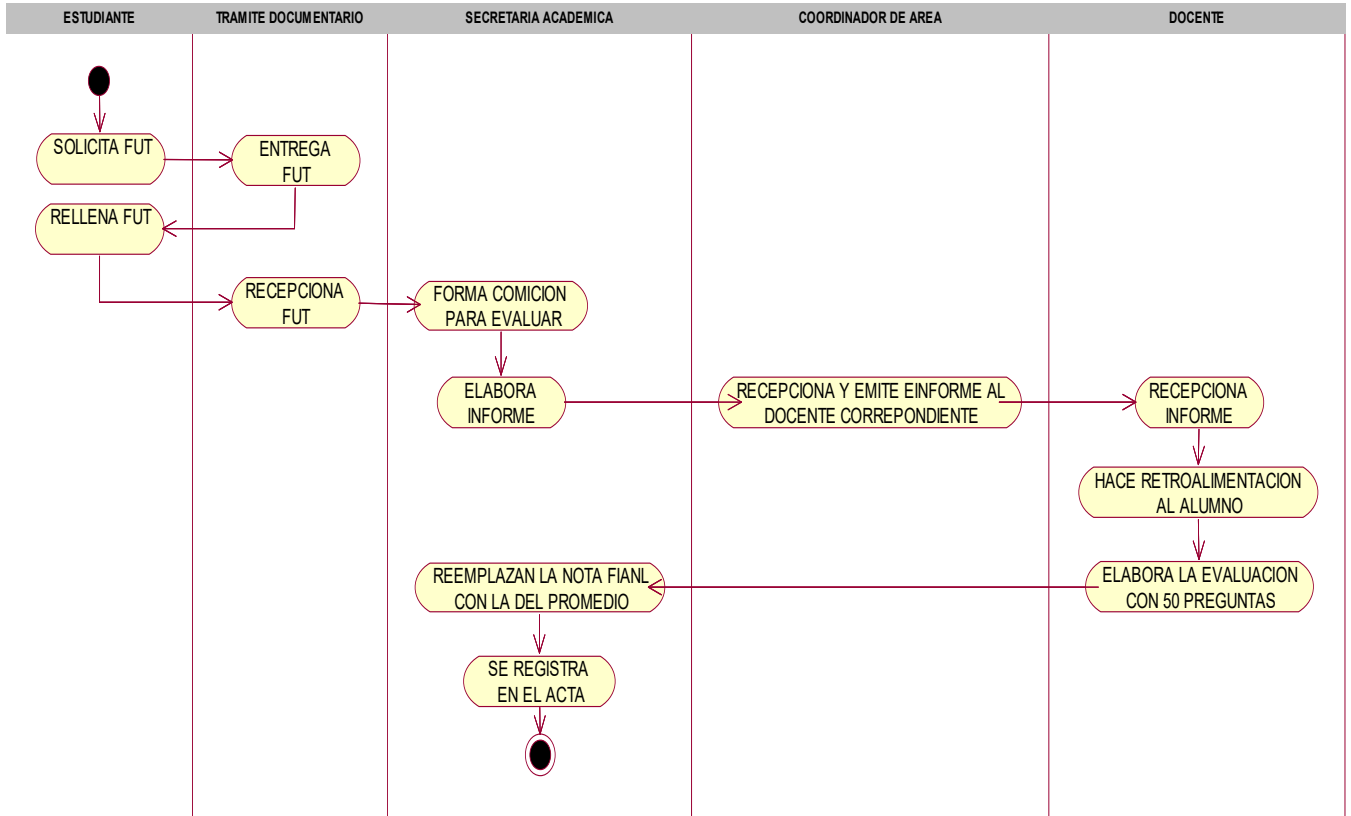 ESTUDIANTE
TRAMITE DOCUMENTARIO
SECRETARIA ACADEMICA
COORDINADOR DE AREA
DOCENTE
SOLICITA FUT
ENTREGA
FUT
RELLENA FUT
RECEPCIONA
FUT
FORMA COMICION
PARA EVALUAR
ELABORA
INFORME
RECEPCIONA Y EMITE EINFORME AL
DOCENTE CORREPONDIENTE
RECEPCIONA
INFORME
HACE RETROALIMENTACION
AL ALUMNO
ELABORA LA EVALUACION
CON 50 PREGUNTAS
REEMPLAZAN LA NOTA FIANL
CON LA DEL PROMEDIO
SE REGISTRA
EN EL ACTA